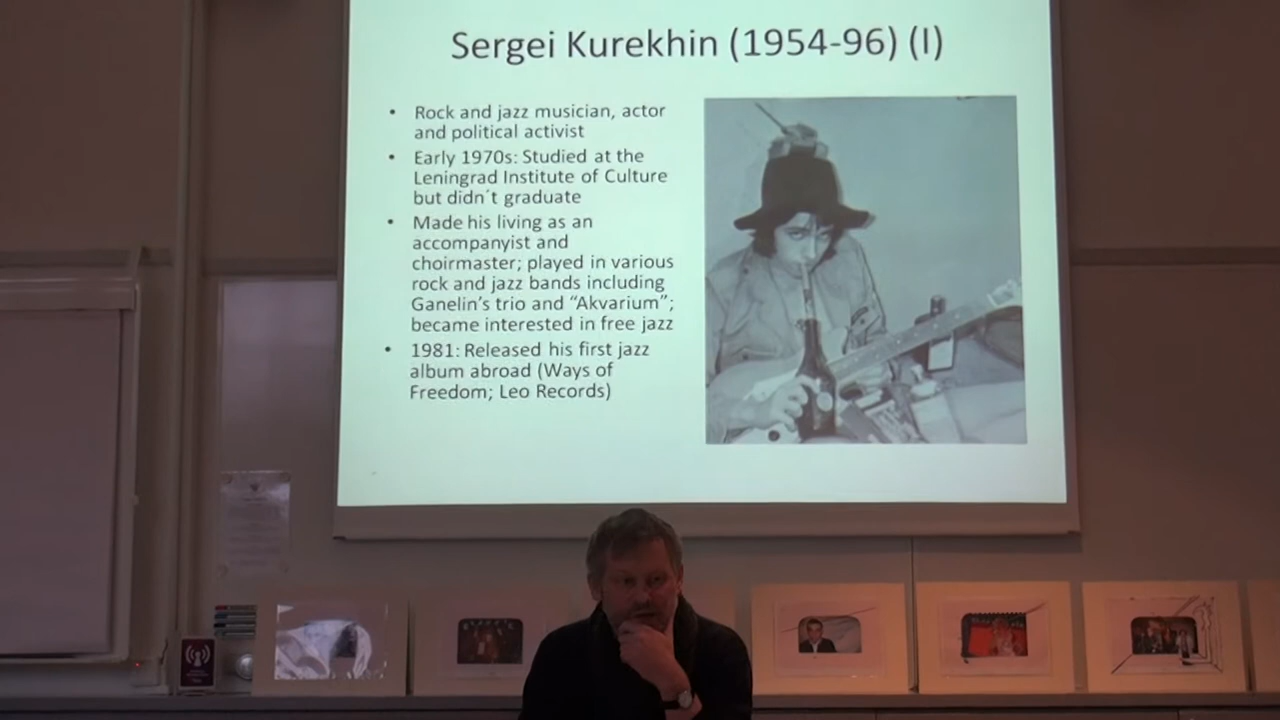 Sergei Kurekhin (1954-96) (I)
• Rock and jazz musician, actor
and political activist
• Early 1970s: Studied at the
Leningrad Institute of Culture
but didn´t graduate
• Made his living as an
accompanyist and
choirmaster; played in various
rock and jazz bands including
Ganelin's trio and "Akvarium";
became interested in free jazz
• 1981: Released his first jazz
album abroad (Ways of
Freedom; Leo Records)